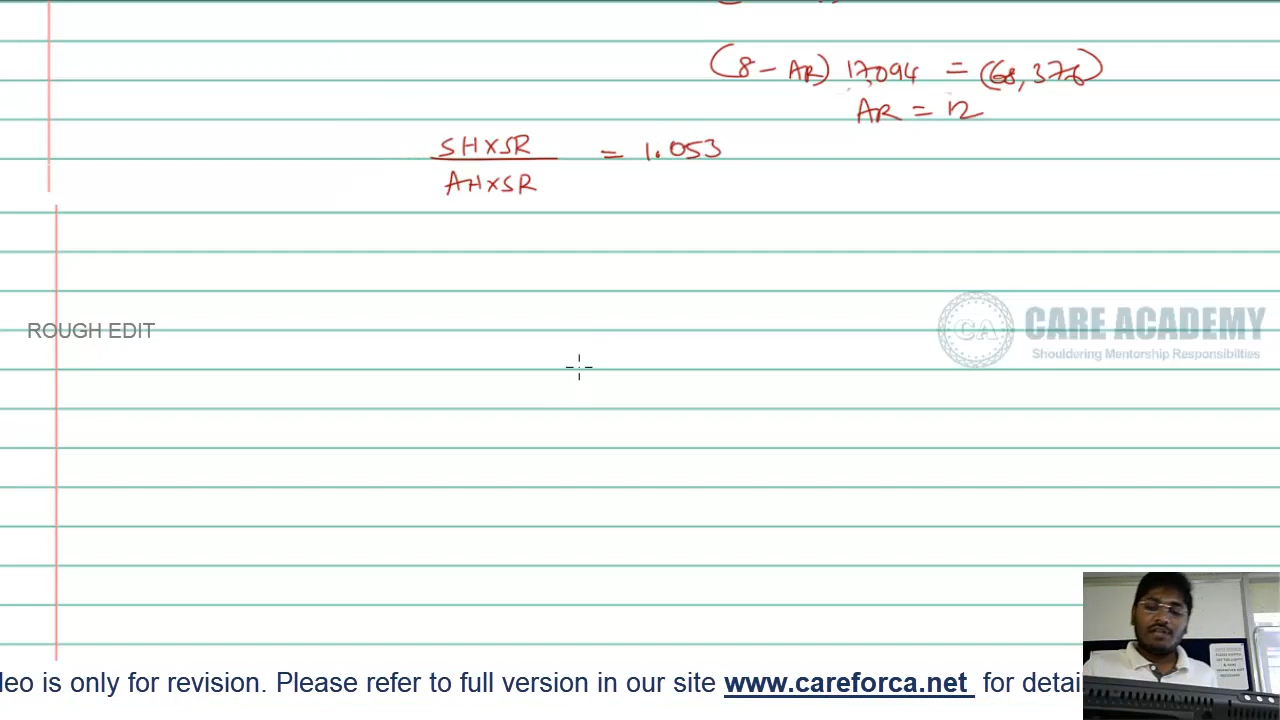 (8 - AR) 17,094 = (68,376)
AR = 12
SH×SR
= 1.053
AH×SR
ROUGH EDIT
CA
CARE ACADEMY
Shouldering Mentorship Responsibilties
deo is only for revision. Please refer to full version in our site www.careforca.net for detai